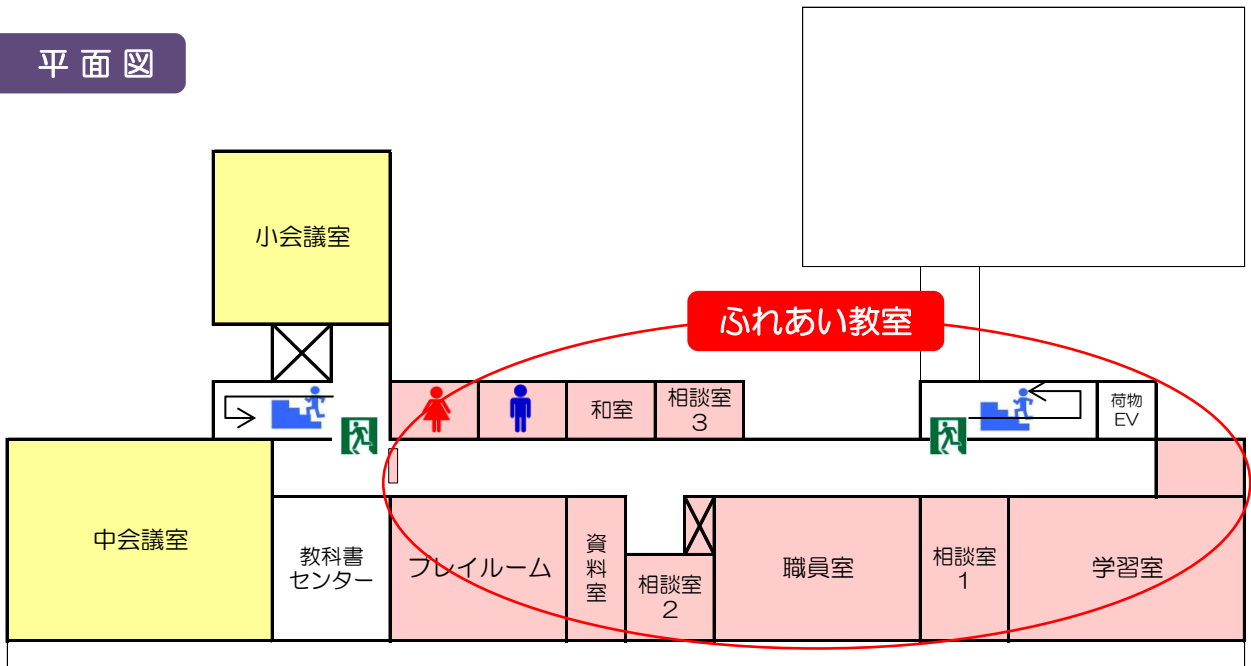 平面図
小会議室
ふれあい教室
和室
相談室
3
荷物
EV
中会議室
教科書
センター
プレイルーム
資料室
相談室
2
職員室
相談室
1
学習室